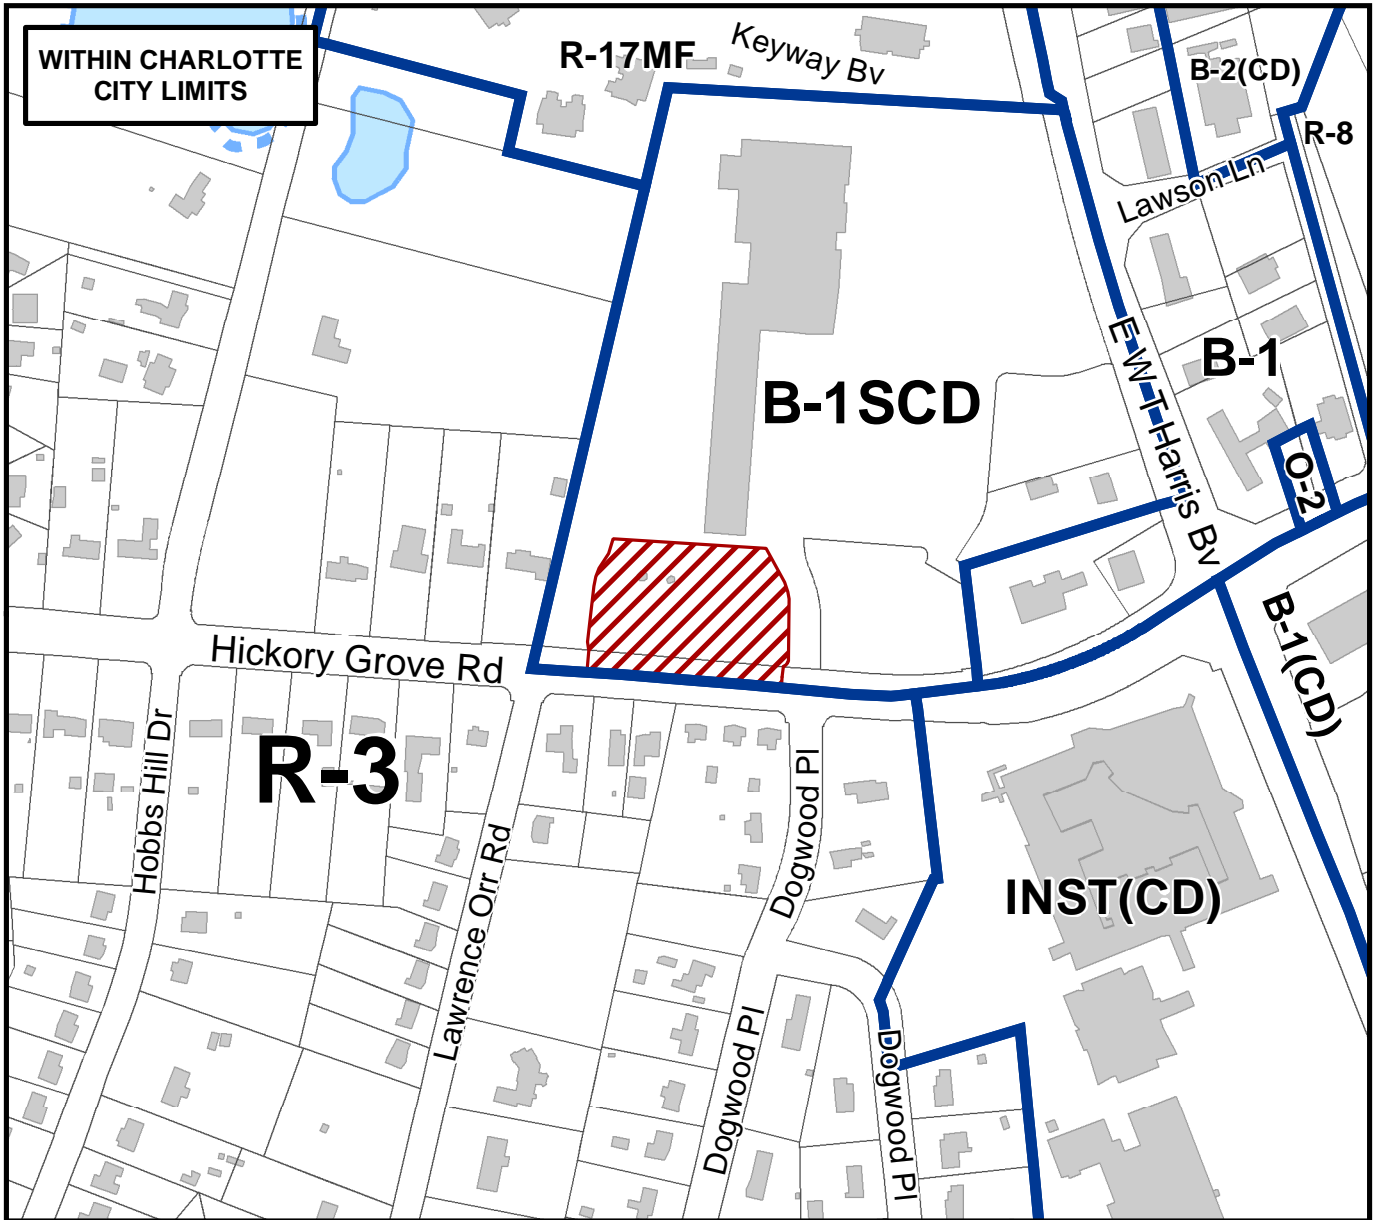 WITHIN CHARLOTTE
CITY LIMITS
R-17MF
Keyway Bv
B-2(CD)
R-8
Lawson Ln
E W T Harris Bv
B-1
B-1SCD
O-2
Hickory Grove Rd
B-1(CD)
R-3
Hobbs Hill Dr
Lawrence Orr Rd
Dogwood Pl
INST(CD)
Dogwood Pl
Dogwood Pl